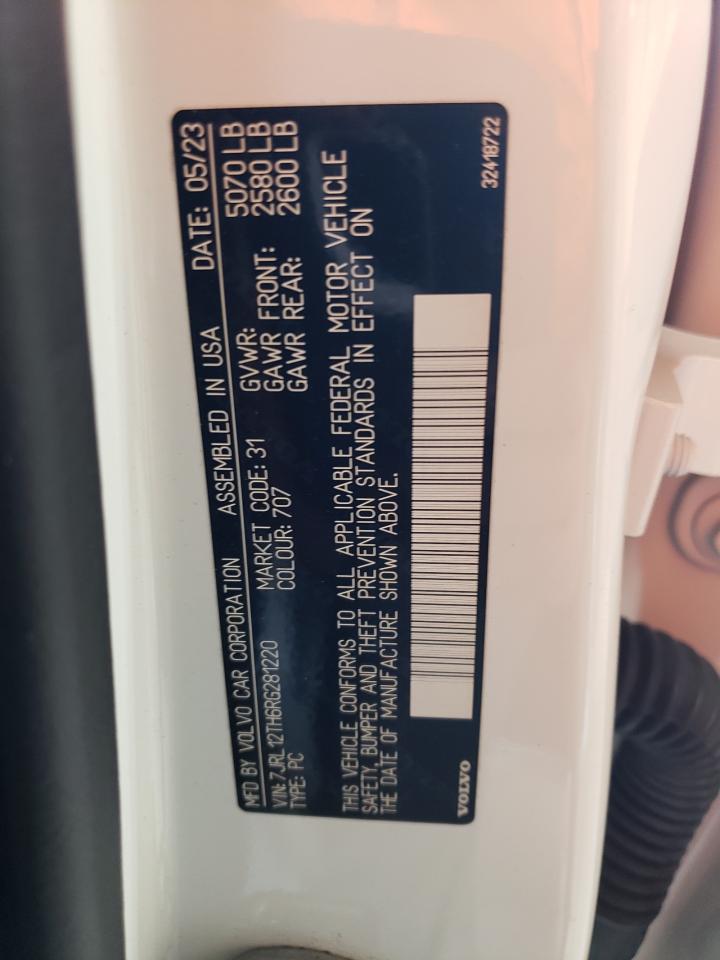 MFD BY VOLVO CAR CORPORATION ASSEMBLED IN USA DATE: 05/23
VIN: 7JRL12TH6RG281220 MARKET CODE: 31 GVWR: 5070 LB
TYPE: PC COLOUR: 707 GAWR FRONT: 2580 LB
GAWR REAR: 2600 LB
THIS VEHICLE CONFORMS TO ALL APPLICABLE FEDERAL MOTOR VEHICLE
SAFETY, BUMPER AND THEFT PREVENTION STANDARDS IN EFFECT ON
THE DATE OF MANUFACTURE SHOWN ABOVE.
VOLVO 32418722